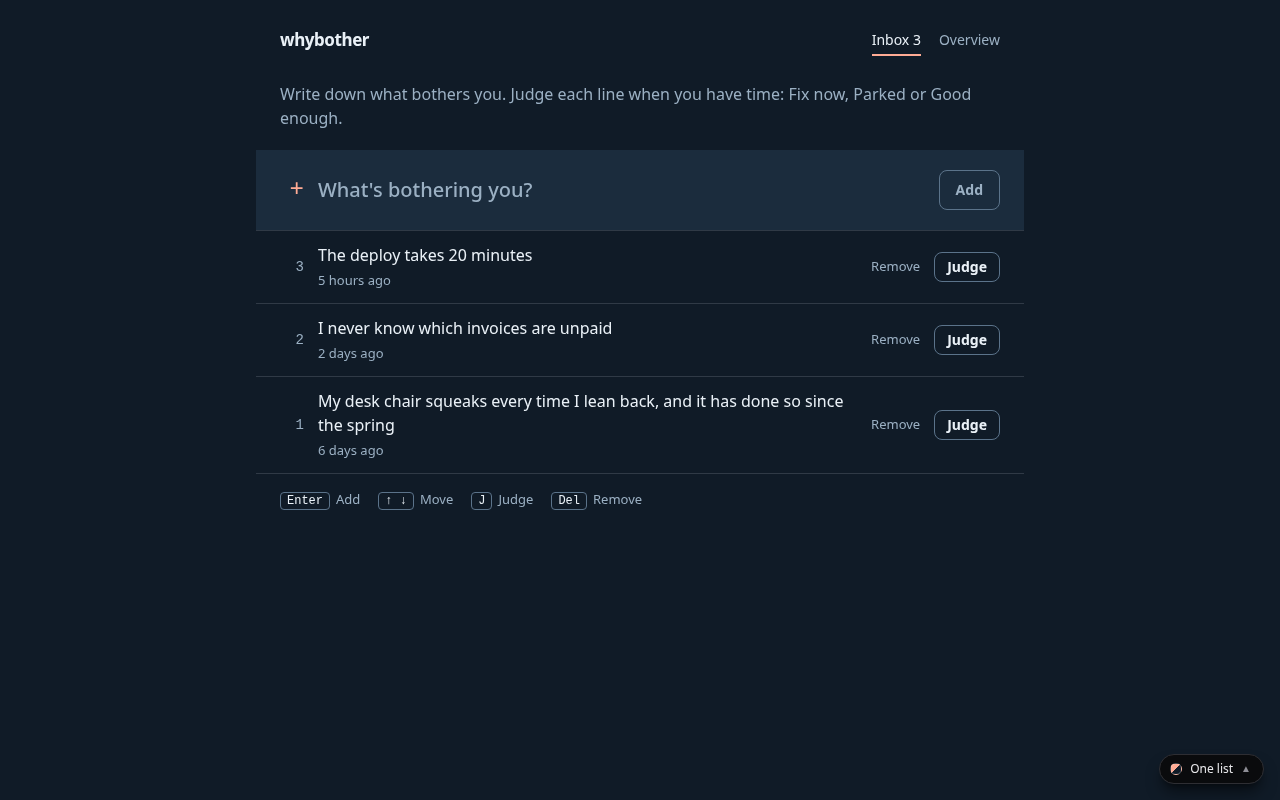 whybother
Inbox 3
Overview
Write down what bothers you. Judge each line when you have time: Fix now, Parked or Good
enough.
+ What's bothering you?
Add
3
The deploy takes 20 minutes
5 hours ago
Remove
Judge
2
I never know which invoices are unpaid
2 days ago
Remove
Judge
1
My desk chair squeaks every time I lean back, and it has done so since
the spring
6 days ago
Remove
Judge
Enter Add ↑ ↓ Move J Judge Del Remove
One list ▲